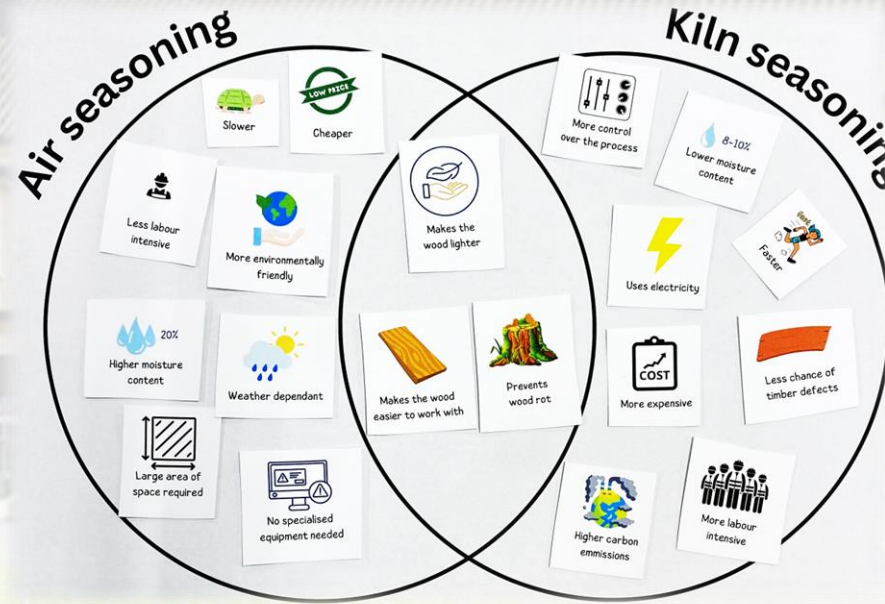 Air seasoning
Slower
LOW PRICE
Cheaper
Less labour
intensive
More environmentally
friendly
20%
Higher moisture
content
Weather dependant
Large area of
space required
No specialised
equipment needed
Makes the
wood lighter
Makes the wood
easier to work with
Prevents
wood rot
Kiln seasoning
More control
over the process
8-10%
Lower moisture
content
Uses electricity
fast
Faster
COST
More expensive
Less chance of
timber defects
Higher carbon
emmissions
More labour
intensive